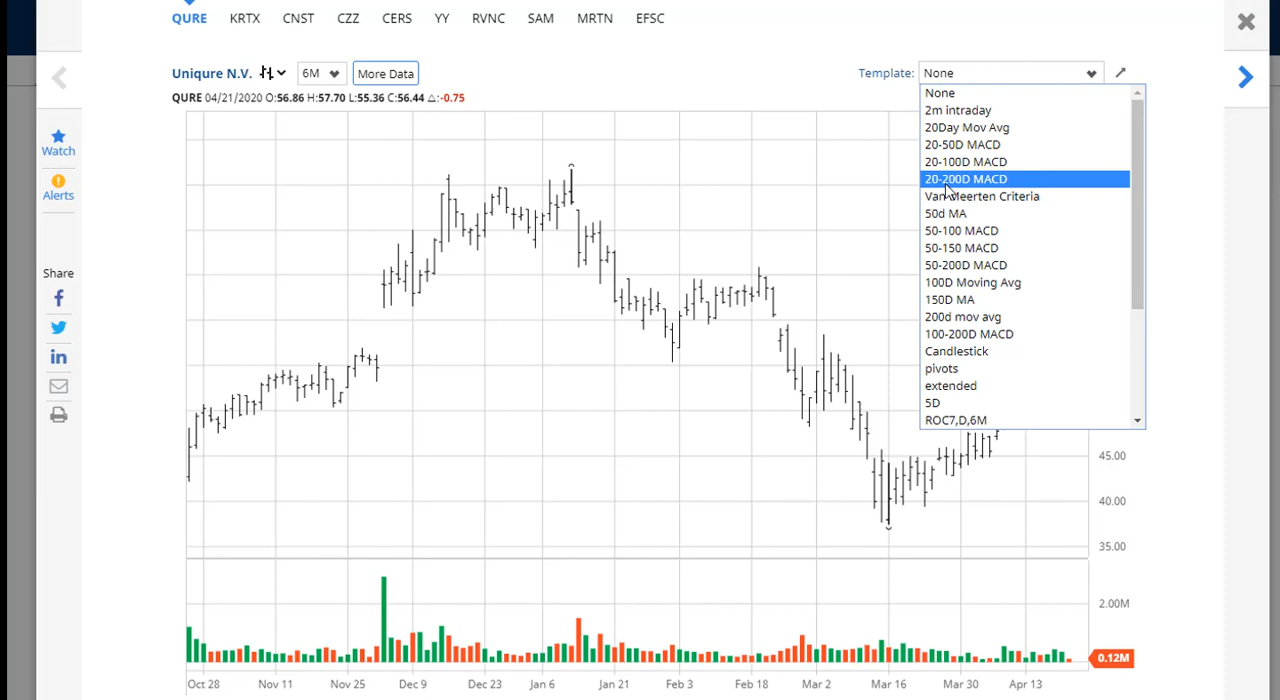 QURE KRTX CNST CZZ CERS YY RVNC SAM MRTN EFSC
Uniqure N.V. 6M More Data Template: None
QURE 04/21/2020 O:56.86 H:57.70 L:55.36 C:56.44 △:-0.75
None
2m intraday
20Day Mov Avg
20-50D MACD
20-100D MACD
20-200D MACD
Van Meerten Criteria
50d MA
50-100 MACD
50-150 MACD
50-200D MACD
100D Moving Avg
150D MA
200d mov avg
100-200D MACD
Candlestick
pivots
extended
5D
ROC7,D,6M
Watch
Alerts
Share
45.00
40.00
35.00
2.00M
0.12M
Oct 28 Nov 11 Nov 25 Dec 9 Dec 23 Jan 6 Jan 21 Feb 3 Feb 18 Mar 2 Mar 16 Mar 30 Apr 13